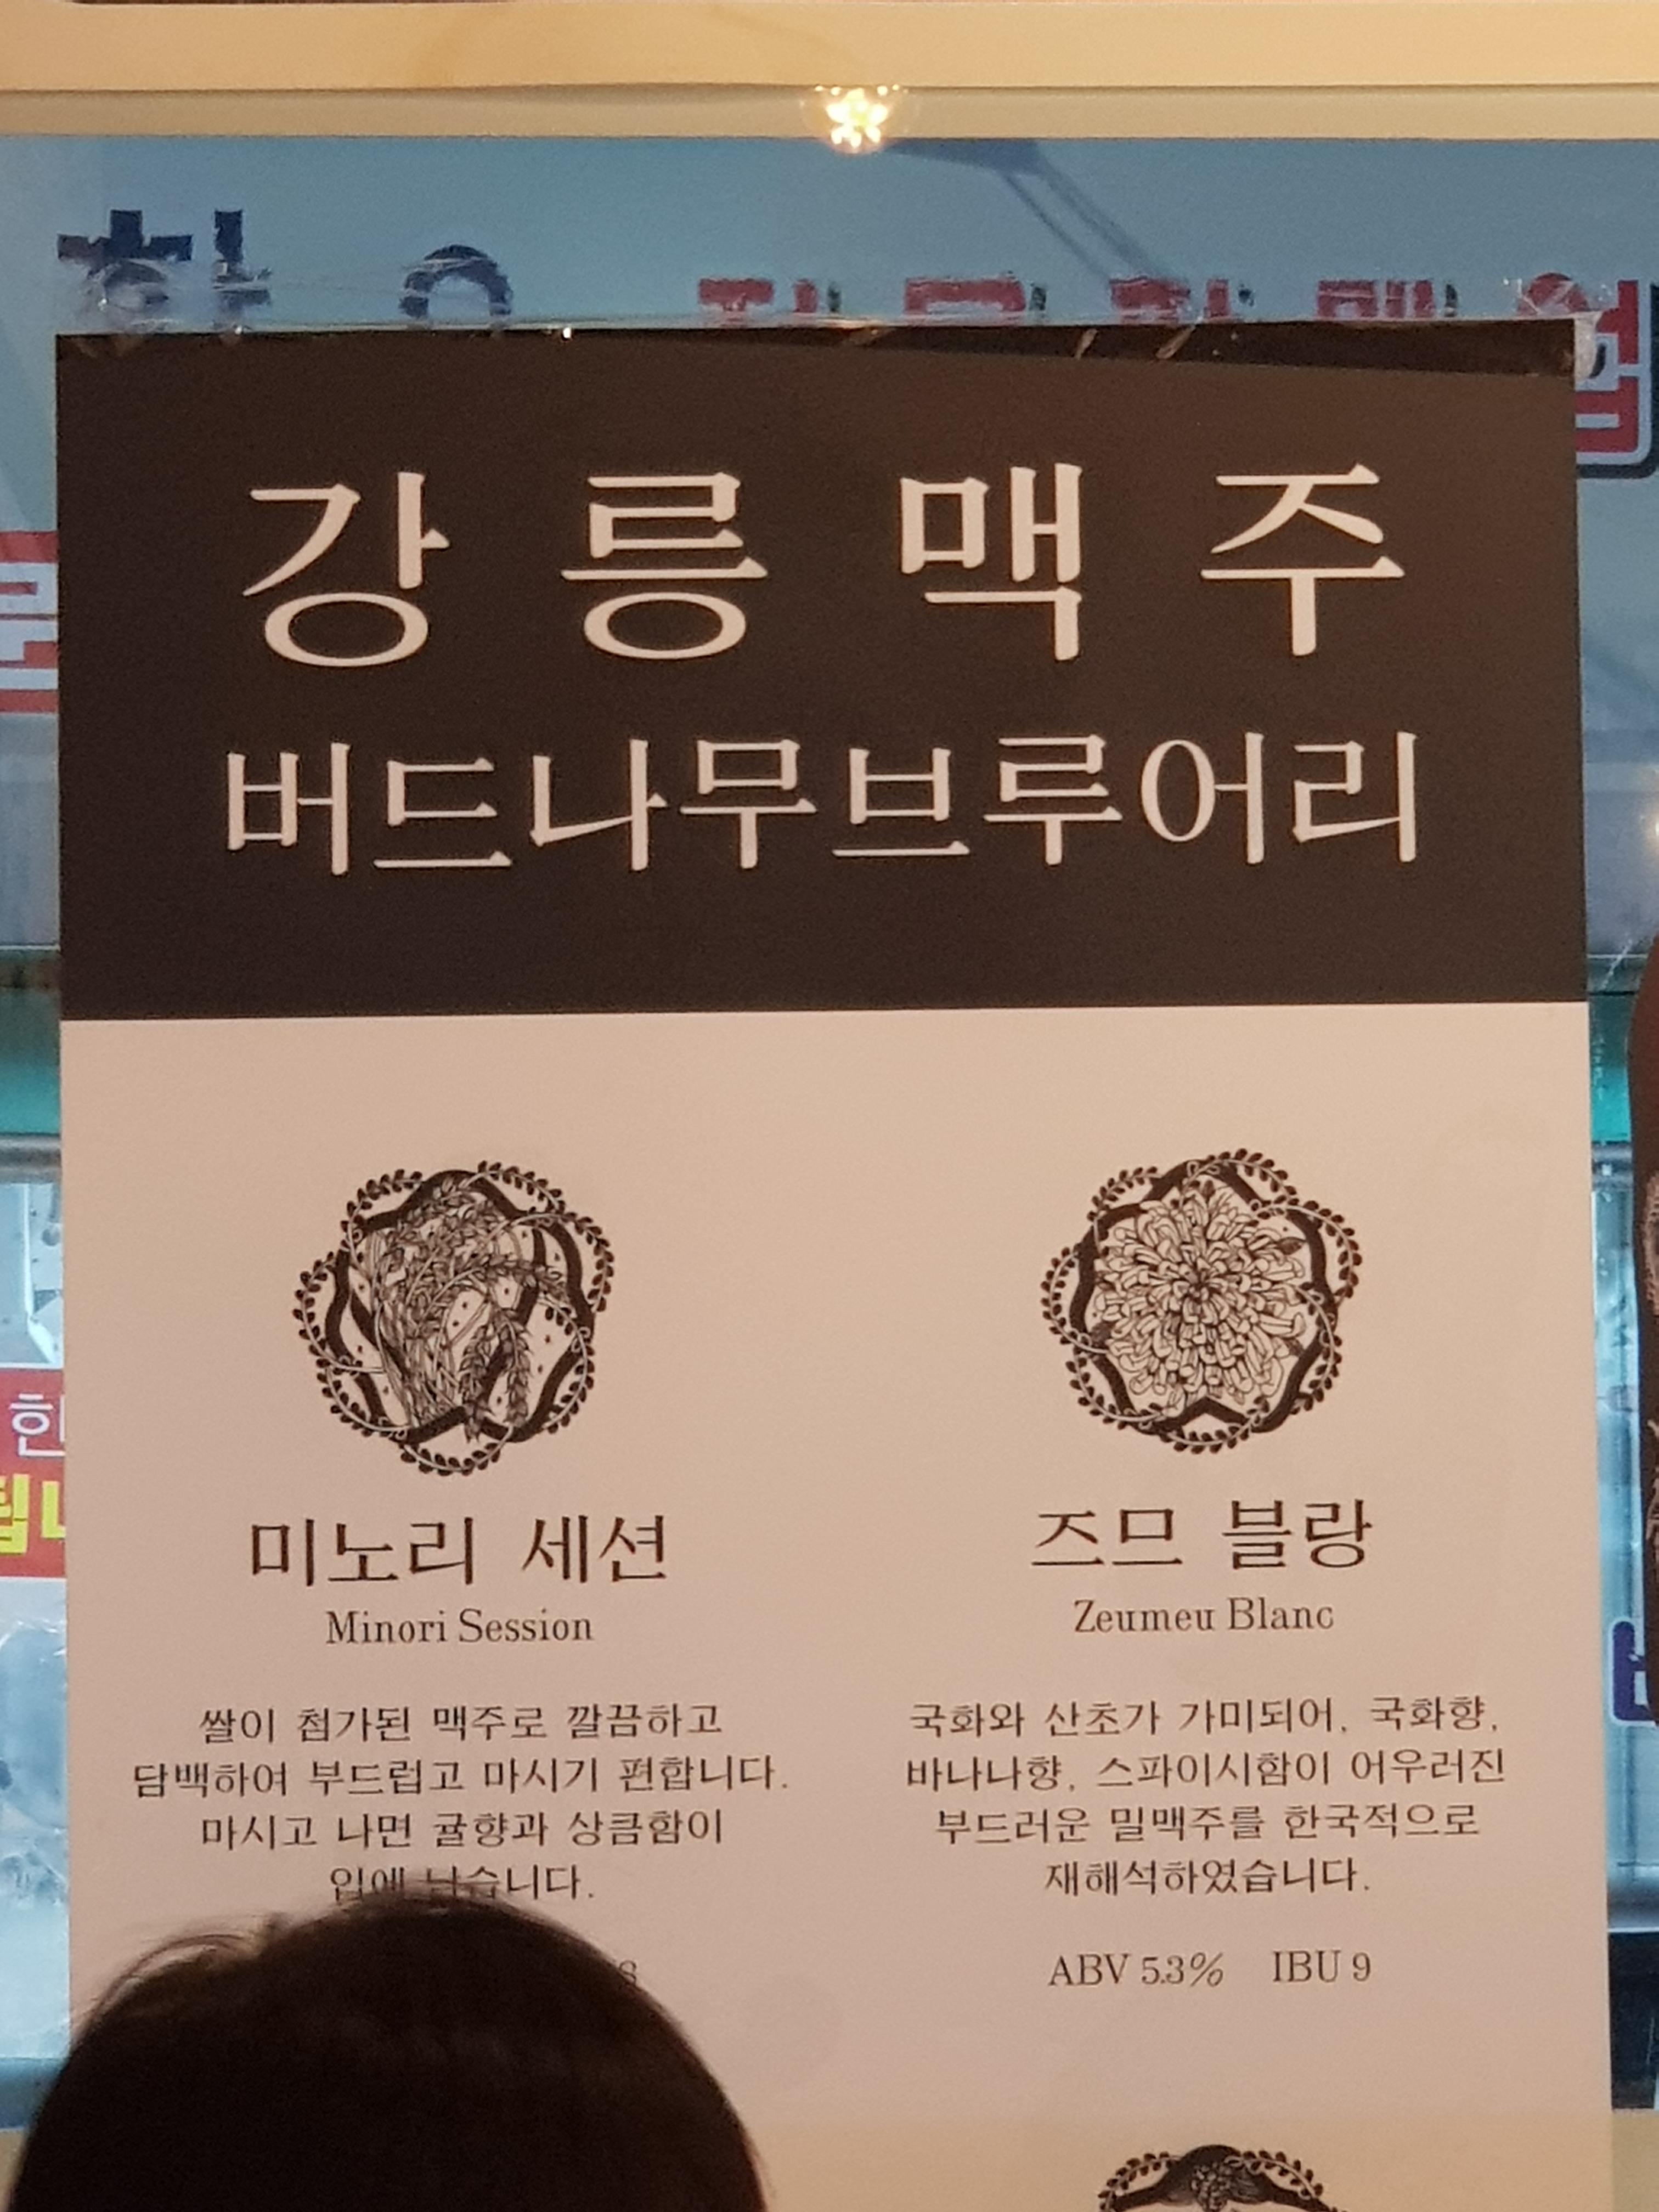 강릉맥주
버드나무브루어리
미노리 세션
Minori Session
쌀이 첨가된 맥주로 깔끔하고
담백하여 부드럽고 마시기 편합니다.
마시고 나면 귤향과 상큼함이
입에 남습니다.
즈므 블랑
Zeumeu Blanc
국화와 산초가 가미되어, 국화향,
바나나향, 스파이시함이 어우러진
부드러운 밀맥주를 한국적으로
재해석하였습니다.
ABV 5.3% IBU 9